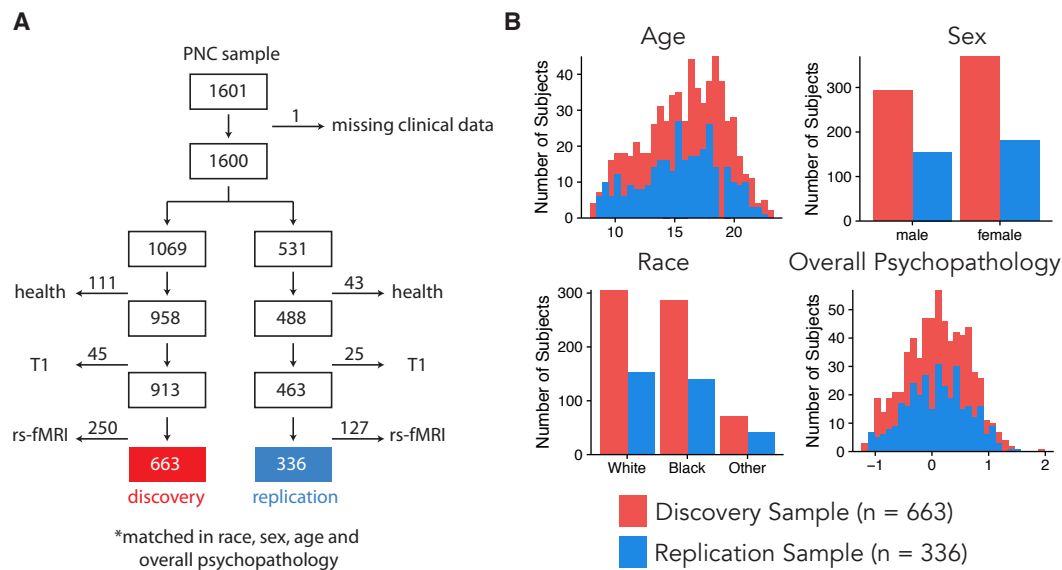 A
PNC sample
1601
1
missing clinical data
1600
1069
531
111
43
health
health
958
488
45
25
T1
T1
913
463
250
127
rs-fMRI
rs-fMRI
663
336
discovery
replication
*matched in race, sex, age and
overall psychopathology
B
Age
Number of Subjects
40
30
20
10
0
10 15 20
Sex
Number of Subjects
300
200
100
0
male female
Race
Number of Subjects
300
200
100
0
White Black Other
Overall Psychopathology
Number of Subjects
50
40
30
20
10
0
−1 0 1 2
Discovery Sample (n = 663)
Replication Sample (n = 336)